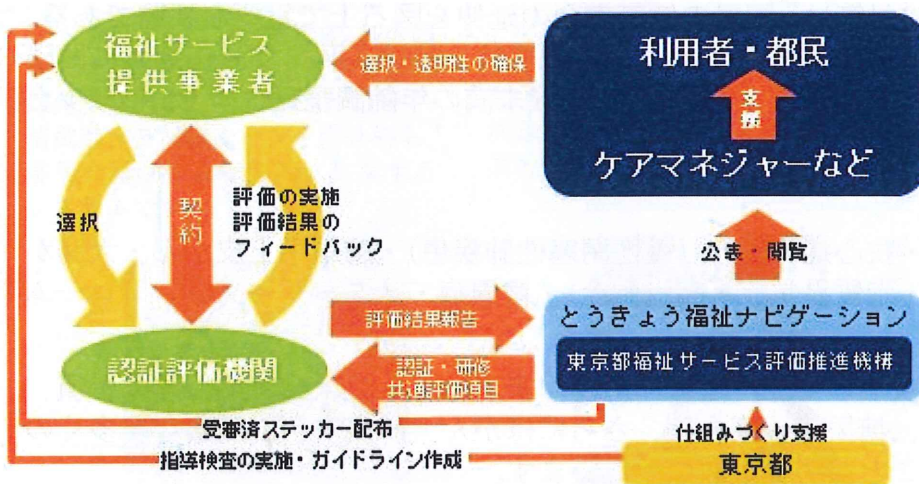 福祉サービス
提供事業者
選択・透明性の確保
利用者・都民
支援
ケアマネジャーなど
選択
契約
評価の実施
評価結果の
フィードバック
公表・閲覧
評価結果報告
とうきょう福祉ナビゲーション
東京都福祉サービス評価推進機構
認証評価機関
認証・研修
共通評価項目
受審済ステッカー配布
仕組みづくり支援
指導検査の実施・ガイドライン作成
東京都